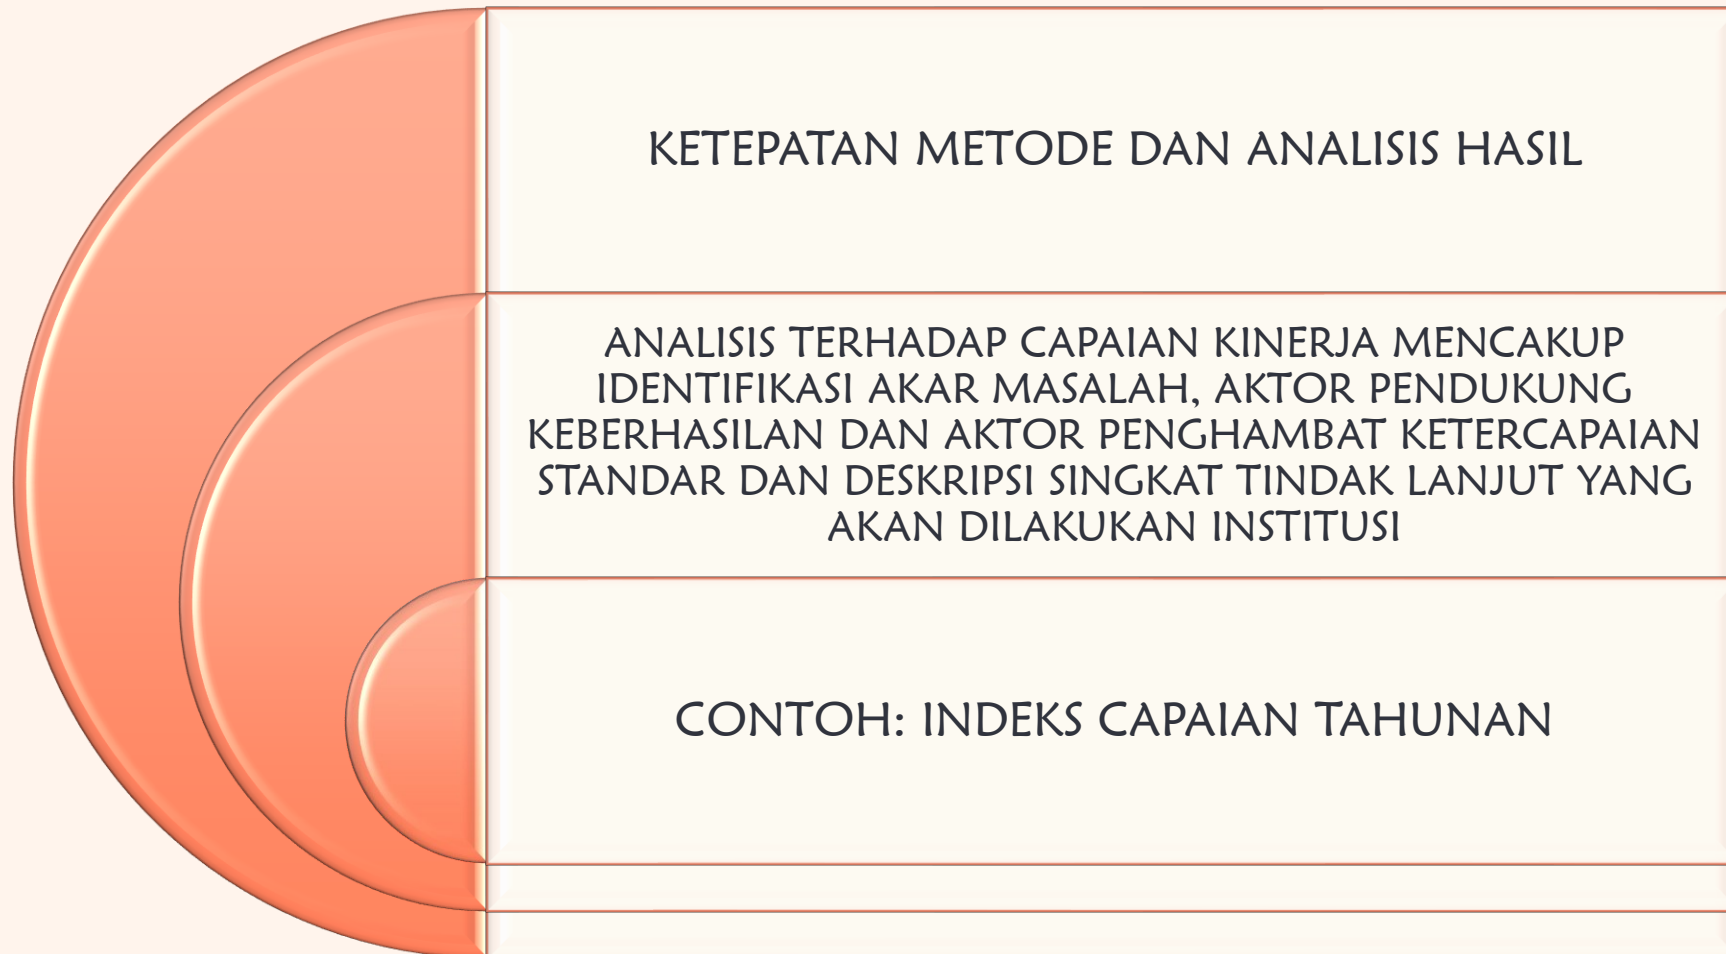 KETEPATAN METODE DAN ANALISIS HASIL
ANALISIS TERHADAP CAPAIAN KINERJA MENCAKUP
IDENTIFIKASI AKAR MASALAH, AKTOR PENDUKUNG
KEBERHASILAN DAN AKTOR PENGHAMBAT KETERCAPAIAN
STANDAR DAN DESKRIPSI SINGKAT TINDAK LANJUT YANG
AKAN DILAKUKAN INSTITUSI
CONTOH: INDEKS CAPAIAN TAHUNAN